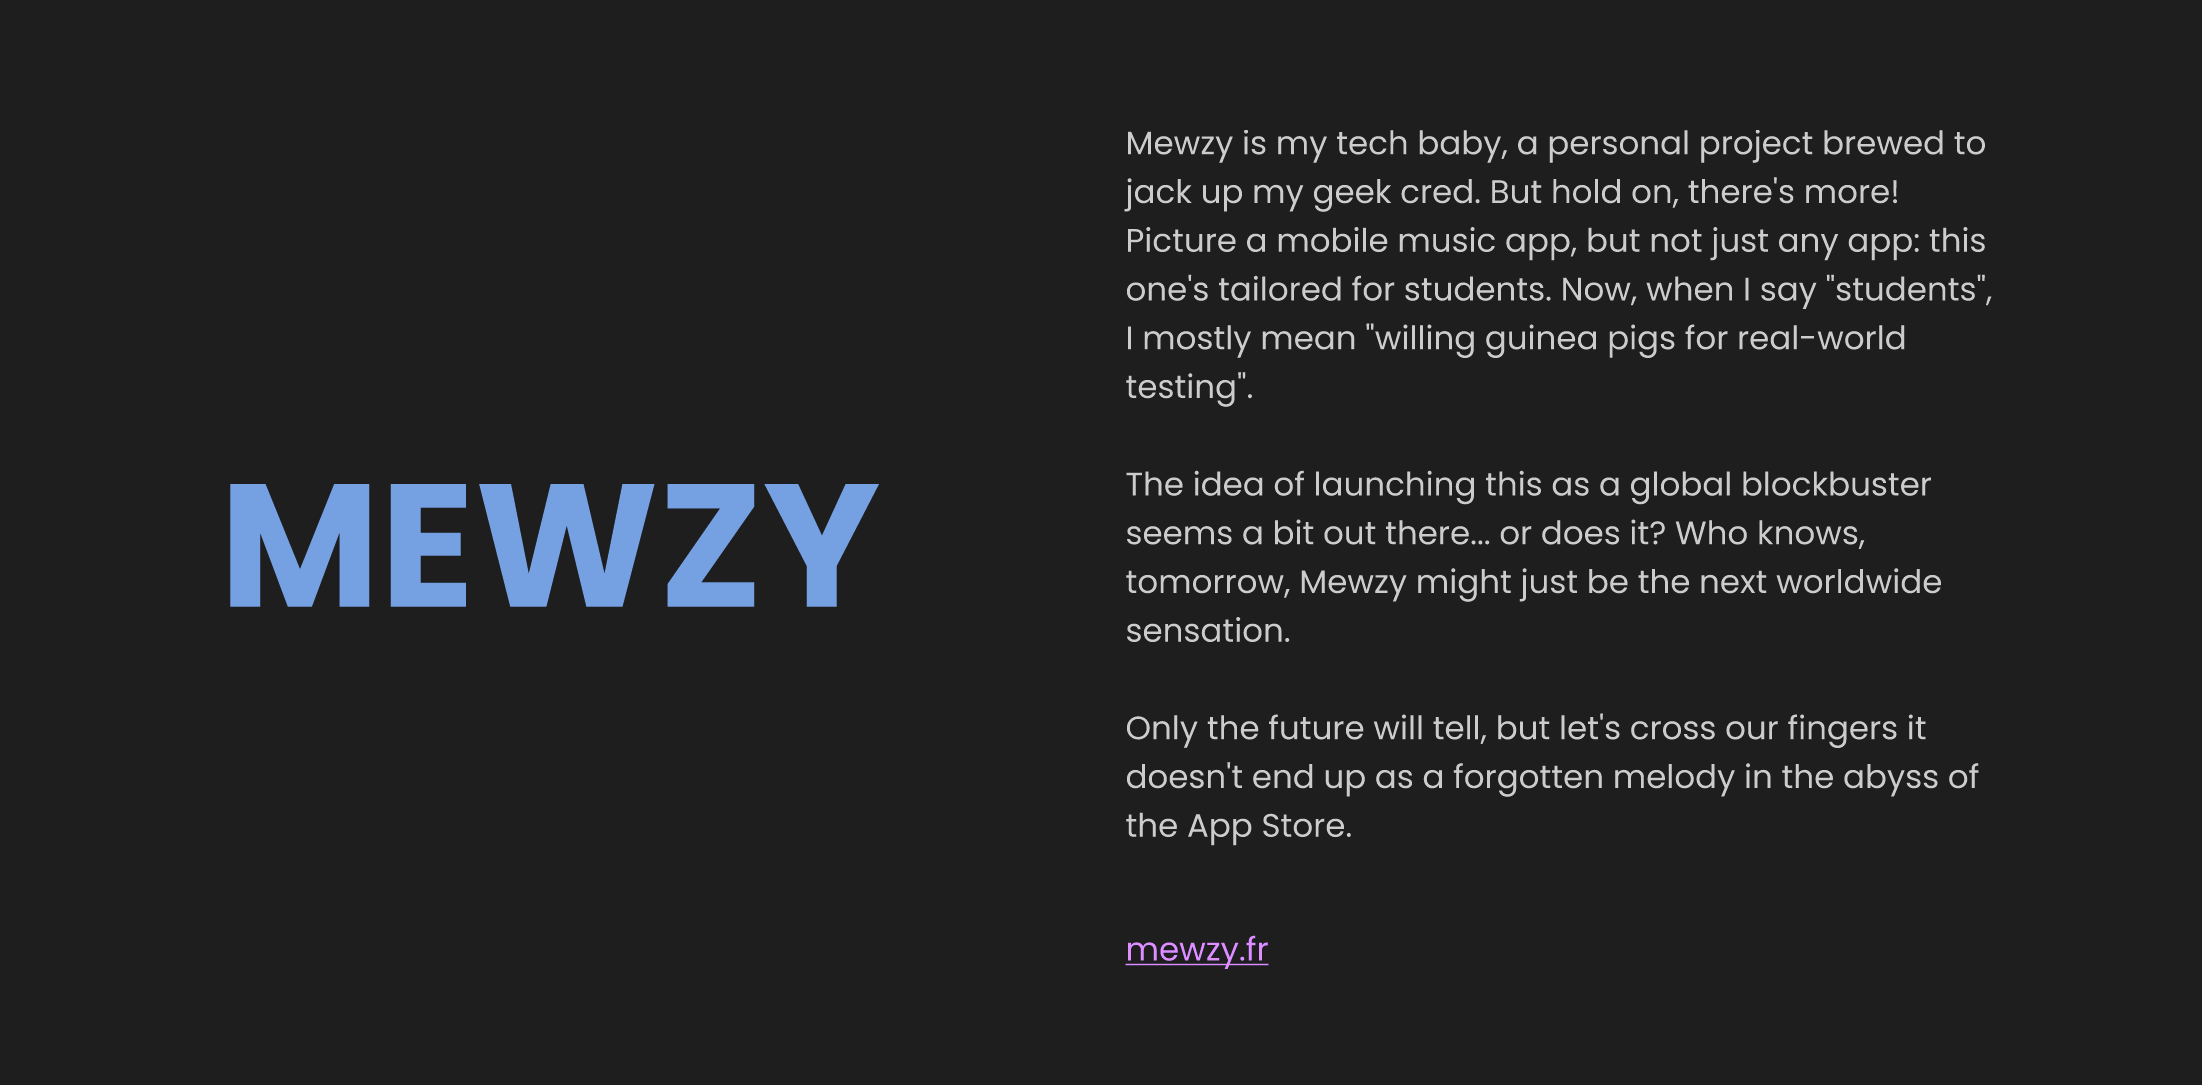 MEWZY
Mewzy is my tech baby, a personal project brewed to
jack up my geek cred. But hold on, there's more!
Picture a mobile music app, but not just any app: this
one's tailored for students. Now, when I say "students",
I mostly mean "willing guinea pigs for real-world
testing".
The idea of launching this as a global blockbuster
seems a bit out there... or does it? Who knows,
tomorrow, Mewzy might just be the next worldwide
sensation.
Only the future will tell, but let's cross our fingers it
doesn't end up as a forgotten melody in the abyss of
the App Store.
mewzy.fr